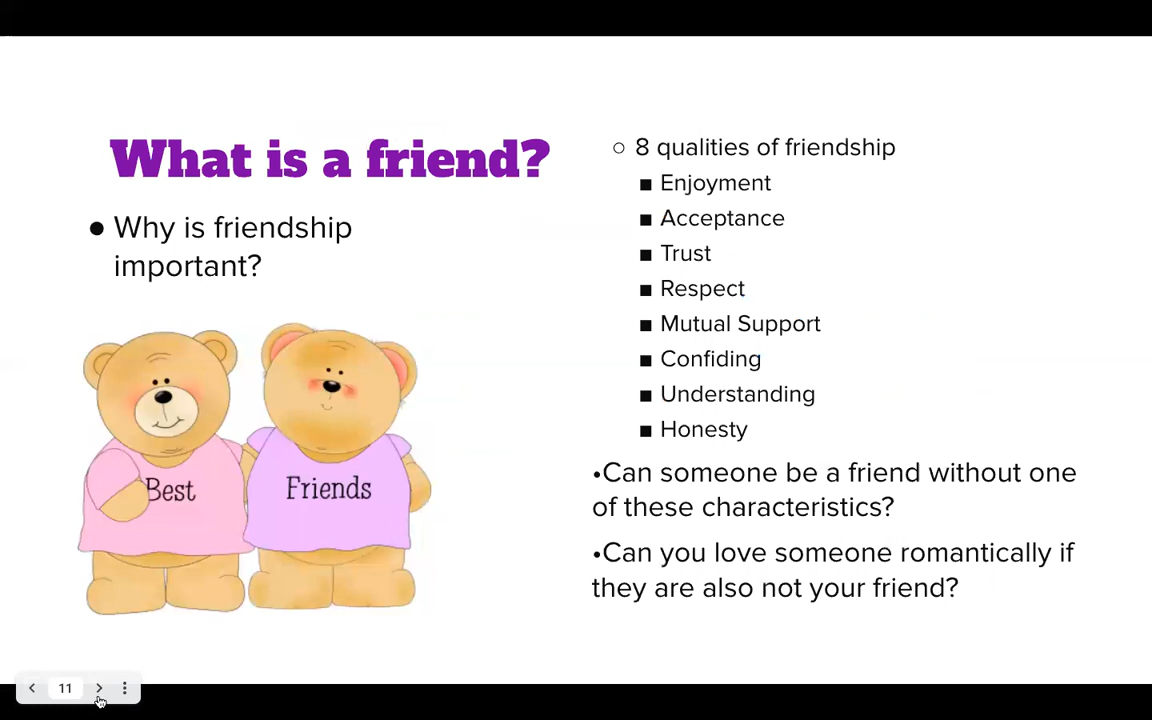 What is a friend?
● Why is friendship
important?
Best
Friends
○ 8 qualities of friendship
■ Enjoyment
■ Acceptance
■ Trust
■ Respect
■ Mutual Support
■ Confiding
■ Understanding
■ Honesty
•Can someone be a friend without one
of these characteristics?
•Can you love someone romantically if
they are also not your friend?
11